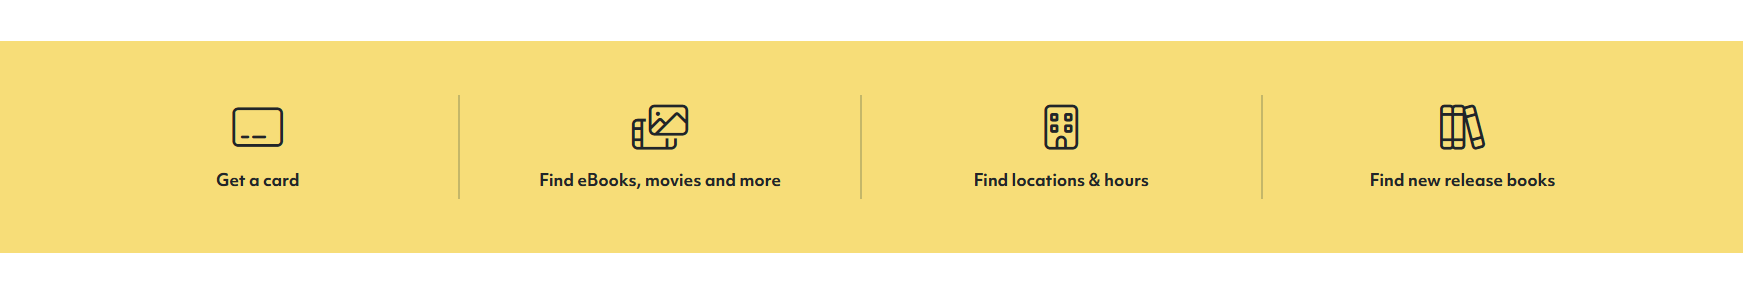 Get a card
Find eBooks, movies and more
Find locations & hours
Find new release books